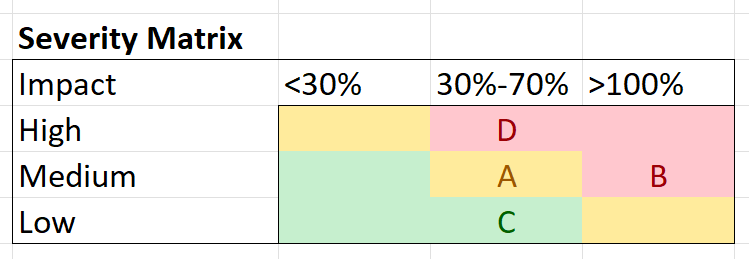 Severity Matrix
Impact <30% 30%-70% >100%
High D
Medium A B
Low C